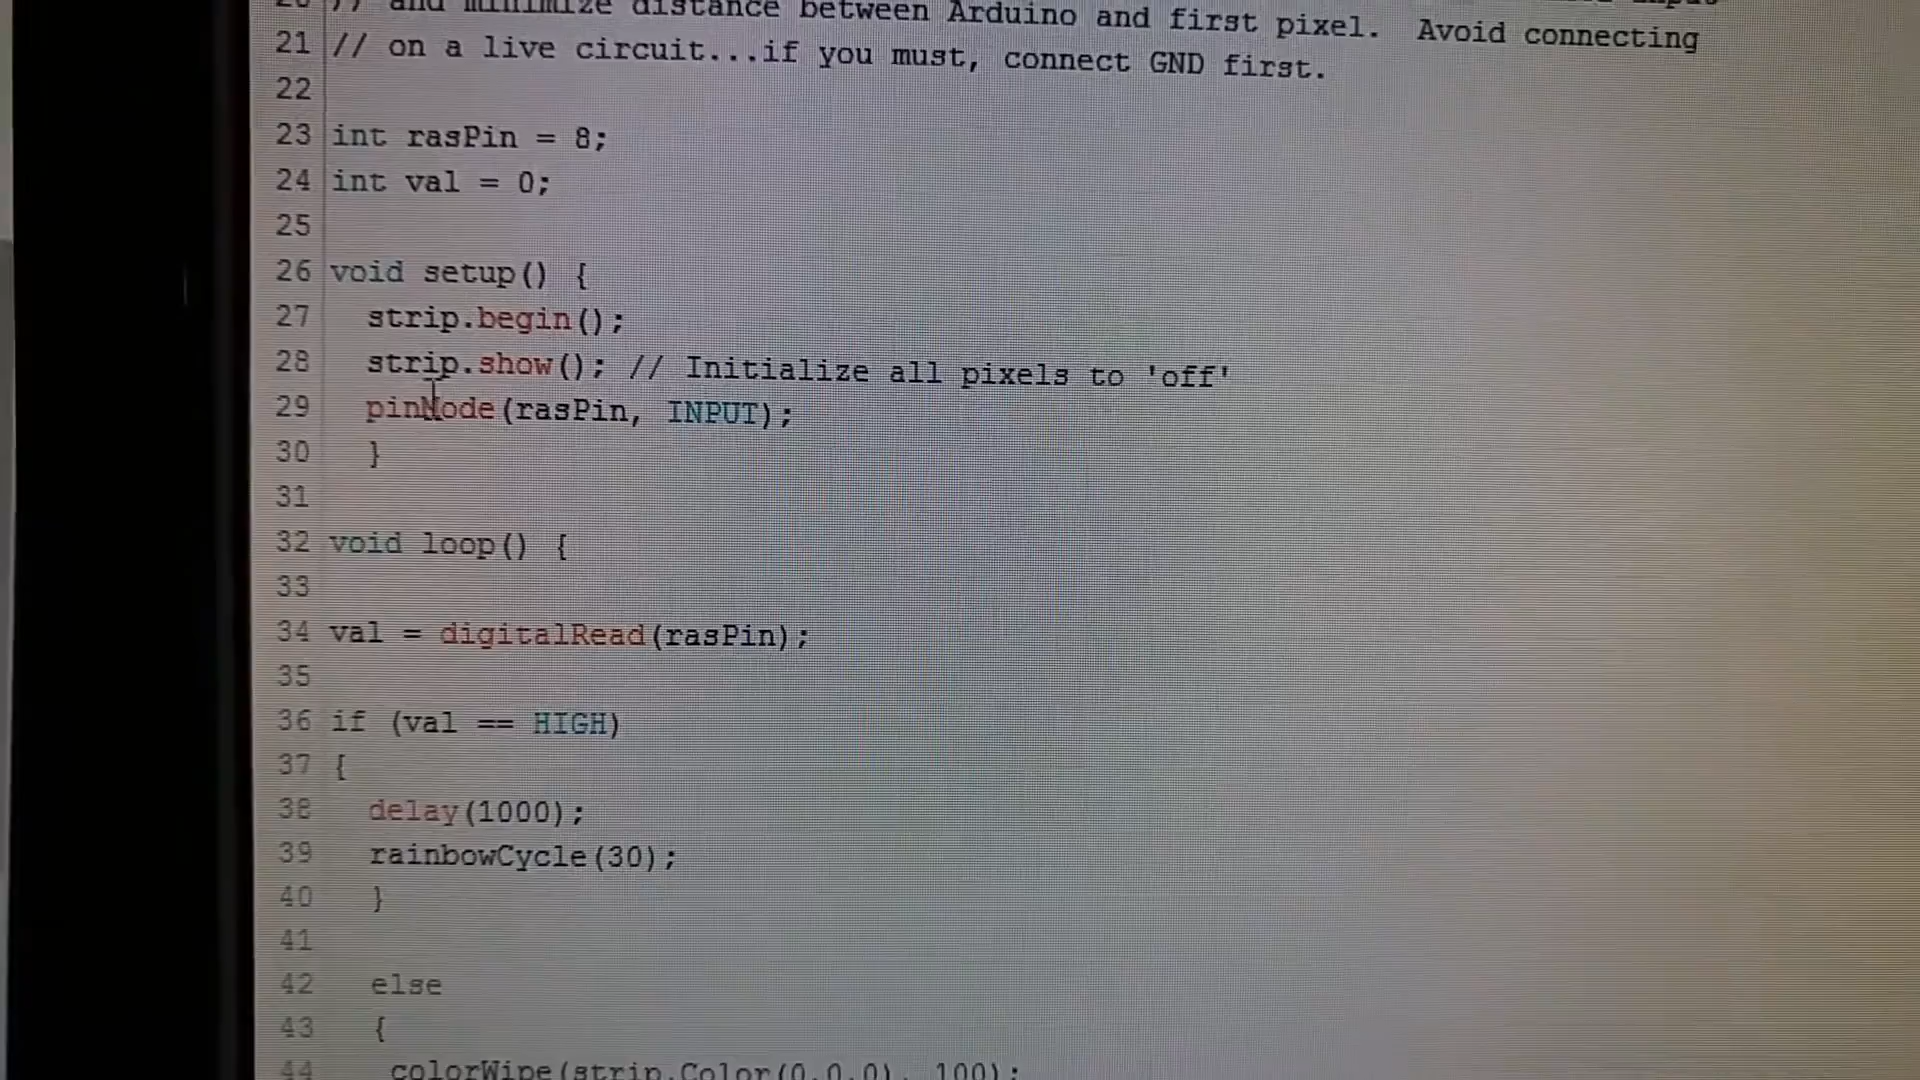 20 // and minimize distance between Arduino and first pixel. Avoid connecting
21 // on a live circuit...if you must, connect GND first.
22
23 int rasPin = 8;
24 int val = 0;
25
26 void setup() {
27 strip.begin();
28 strip.show(); // Initialize all pixels to 'off'
29 pinMode(rasPin, INPUT);
30 }
31
32 void loop() {
33
34 val = digitalRead(rasPin);
35
36 if (val == HIGH)
37 {
38 delay(1000);
39 rainbowCycle(30);
40 }
41
42 else
43 {
44 colorWipe(strip.Color(0,0,0), 100);